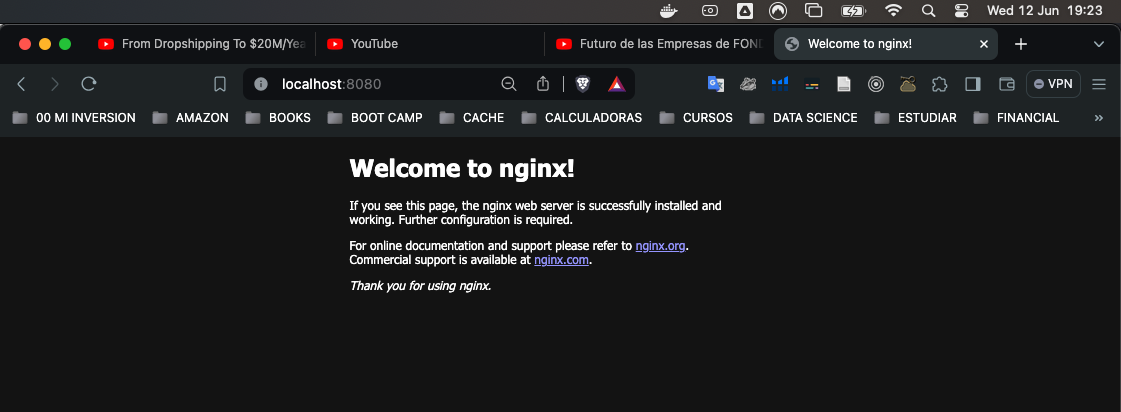 Wed 12 Jun 19:23
From Dropshipping To $20M/Yea
YouTube
Futuro de las Empresas de FOND
Welcome to nginx!
localhost:8080
VPN
00 MI INVERSION
AMAZON
BOOKS
BOOT CAMP
CACHE
CALCULADORAS
CURSOS
DATA SCIENCE
ESTUDIAR
FINANCIAL
Welcome to nginx!
If you see this page, the nginx web server is successfully installed and
working. Further configuration is required.
For online documentation and support please refer to nginx.org.
Commercial support is available at nginx.com.
Thank you for using nginx.